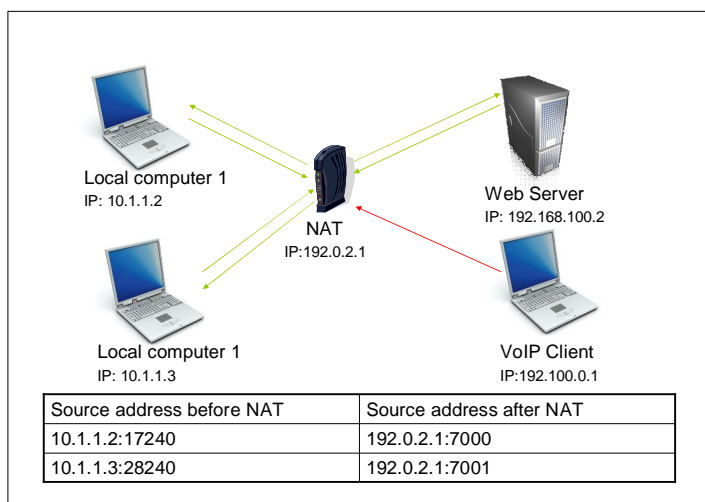 Local computer 1
IP: 10.1.1.2
Web Server
IP: 192.168.100.2
NAT
IP:192.0.2.1
Local computer 1
IP: 10.1.1.3
VoIP Client
IP:192.100.0.1
Source address before NAT
Source address after NAT
10.1.1.2:17240
192.0.2.1:7000
10.1.1.3:28240
192.0.2.1:7001